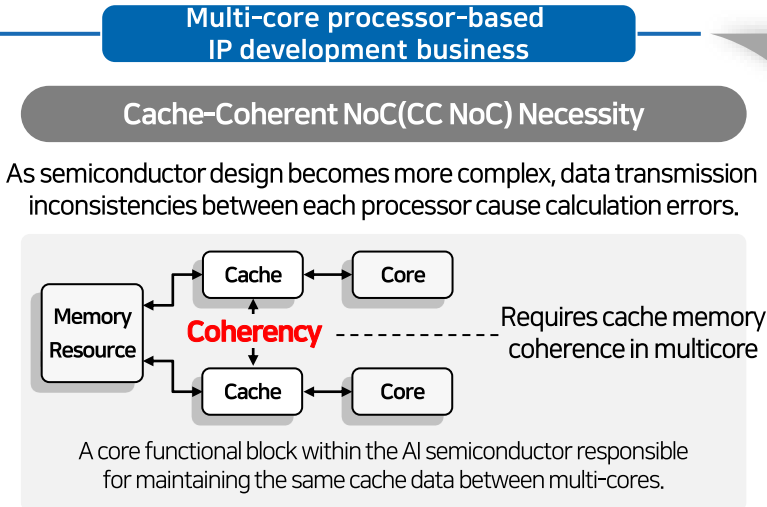 Multi-core processor-based
IP development business
Cache-Coherent NoC(CC NoC) Necessity
As semiconductor design becomes more complex, data transmission
inconsistencies between each processor cause calculation errors.
Cache
Core
Memory
Resource
Coherency
Requires cache memory
coherence in multicore
Cache
Core
A core functional block within the AI semiconductor responsible
for maintaining the same cache data between multi-cores.